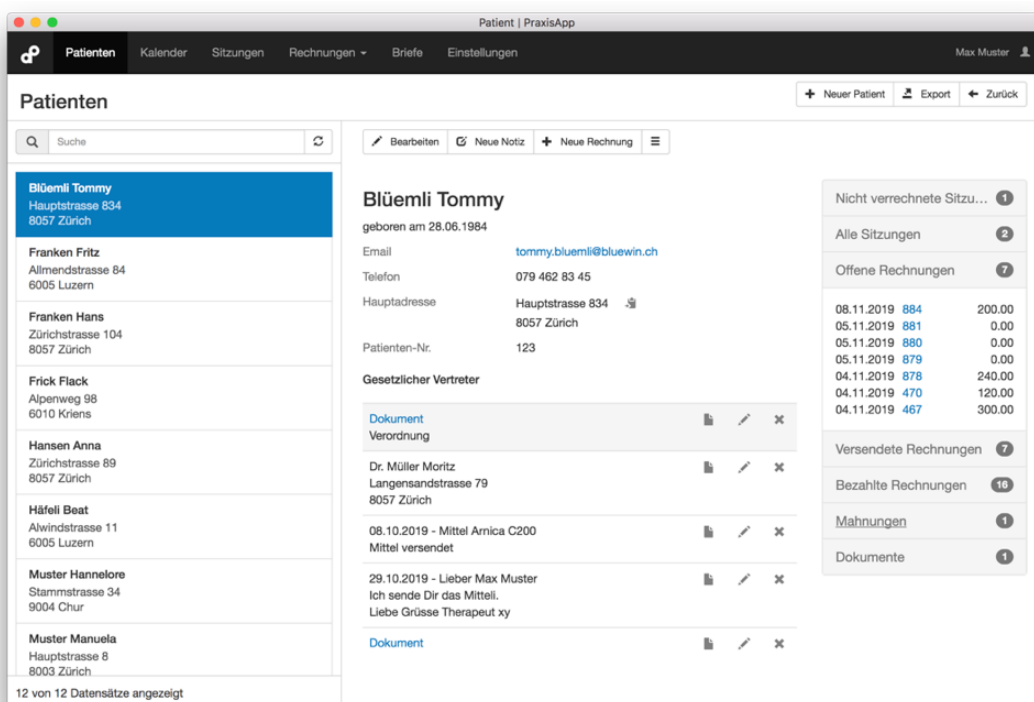 Patient | PraxisApp
Patienten Kalender Sitzungen Rechnungen Briefe Einstellungen Max Muster
Patienten
Neuer Patient Export Zurück
Suche
Bearbeiten Neue Notiz Neue Rechnung
Blüemli Tommy
Hauptstrasse 834
8057 Zürich
Franken Fritz
Allmendstrasse 84
6005 Luzern
Franken Hans
Zürichstrasse 104
8057 Zürich
Frick Flack
Alpenweg 98
6010 Kriens
Hansen Anna
Zürichstrasse 89
8057 Zürich
Häfeli Beat
Alwindstrasse 11
6005 Luzern
Muster Hannelore
Stammstrasse 34
9004 Chur
Muster Manuela
Hauptstrasse 8
8003 Zürich
12 von 12 Datensätze angezeigt
Blüemli Tommy
geboren am 28.06.1984
Email tommy.bluemli@bluewin.ch
Telefon 079 462 83 45
Hauptadresse Hauptstrasse 834
8057 Zürich
Patienten-Nr. 123
Gesetzlicher Vertreter
Dokument
Verordnung
Dr. Müller Moritz
Langensandstrasse 79
8057 Zürich
08.10.2019 - Mittel Arnica C200
Mittel versendet
29.10.2019 - Lieber Max Muster
Ich sende Dir das Mitteli.
Liebe Grüsse Therapeut xy
Dokument
Nicht verrechnete Sitzu... 1
Alle Sitzungen 2
Offene Rechnungen 7
08.11.2019 884 200.00
05.11.2019 881 0.00
05.11.2019 880 0.00
05.11.2019 879 0.00
04.11.2019 878 240.00
04.11.2019 470 120.00
04.11.2019 467 300.00
Versendete Rechnungen 7
Bezahlte Rechnungen 16
Mahnungen 1
Dokumente 1